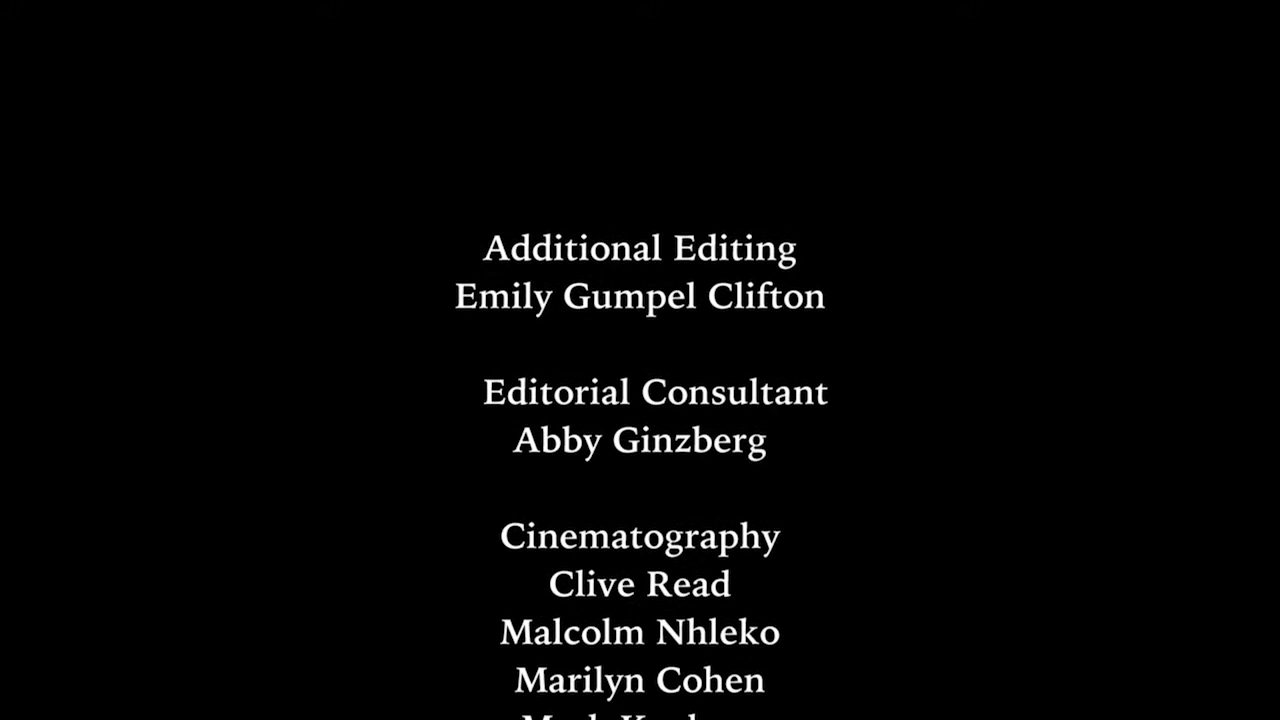 Additional Editing
Emily Gumpel Clifton
Editorial Consultant
Abby Ginzberg
Cinematography
Clive Read
Malcolm Nhleko
Marilyn Cohen